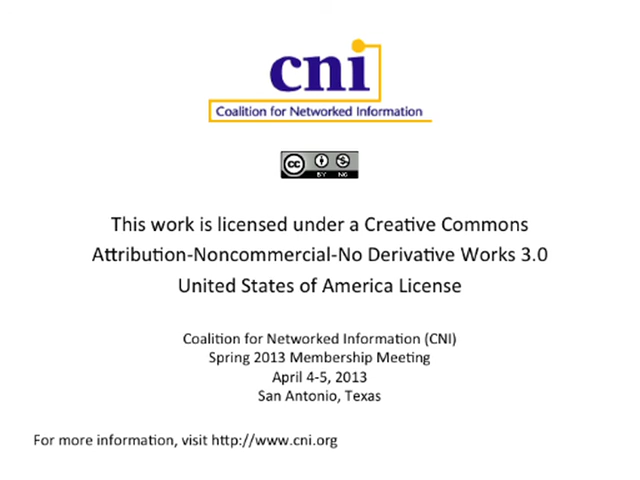 cni
Coalition for Networked Information
cc
BY NC
This work is licensed under a Creative Commons
Attribution-Noncommercial-No Derivative Works 3.0
United States of America License
Coalition for Networked Information (CNI)
Spring 2013 Membership Meeting
April 4-5, 2013
San Antonio, Texas
For more information, visit http://www.cni.org